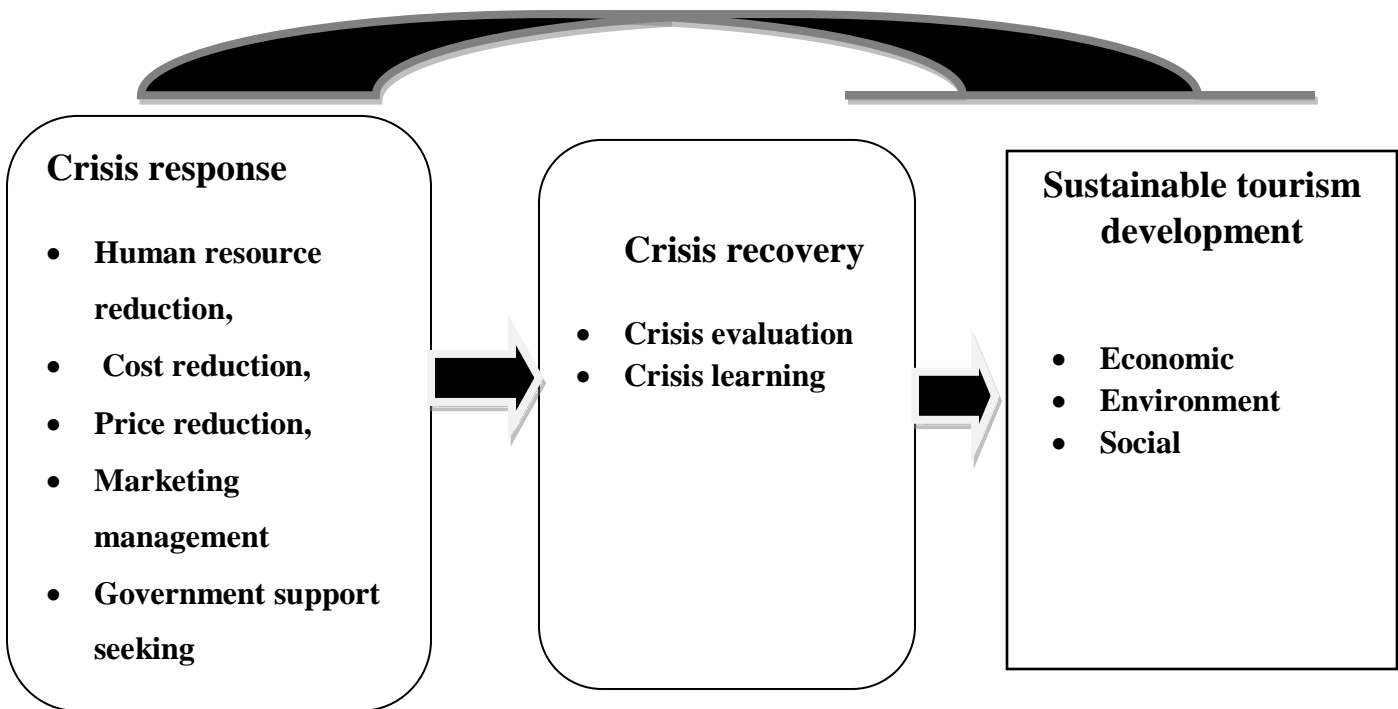 Crisis response
• Human resource
reduction,
• Cost reduction,
• Price reduction,
• Marketing
management
• Government support
seeking
Crisis recovery
• Crisis evaluation
• Crisis learning
Sustainable tourism
development
• Economic
• Environment
• Social